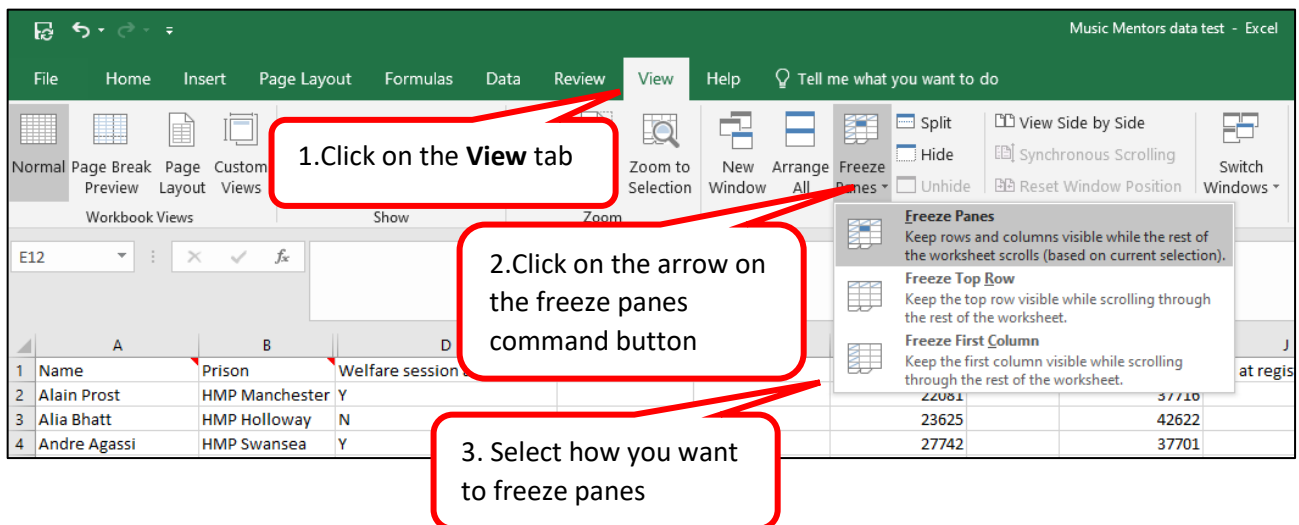 Music Mentors data test - Excel
File Home Insert Page Layout Formulas Data Review View Help Tell me what you want to do
1.Click on the View tab
Normal Page Break Preview Page Layout Custom Views
Zoom to Selection New Window Arrange All Freeze Panes
Split
Hide
Unhide
View Side by Side
Synchronous Scrolling
Reset Window Position
Switch Windows
Workbook Views Show Zoom
2.Click on the arrow on
the freeze panes
command button
Freeze Panes
Keep rows and columns visible while the rest of
the worksheet scrolls (based on current selection).
Freeze Top Row
Keep the top row visible while scrolling through
the rest of the worksheet.
Freeze First Column
Keep the first column visible while scrolling
through the rest of the worksheet.
E12 fx
A B D J
1 Name Prison Welfare session at regis
2 Alain Prost HMP Manchester Y 22081 37716
3 Alia Bhatt HMP Holloway N 23625 42622
4 Andre Agassi HMP Swansea Y 27742 37701
3. Select how you want
to freeze panes